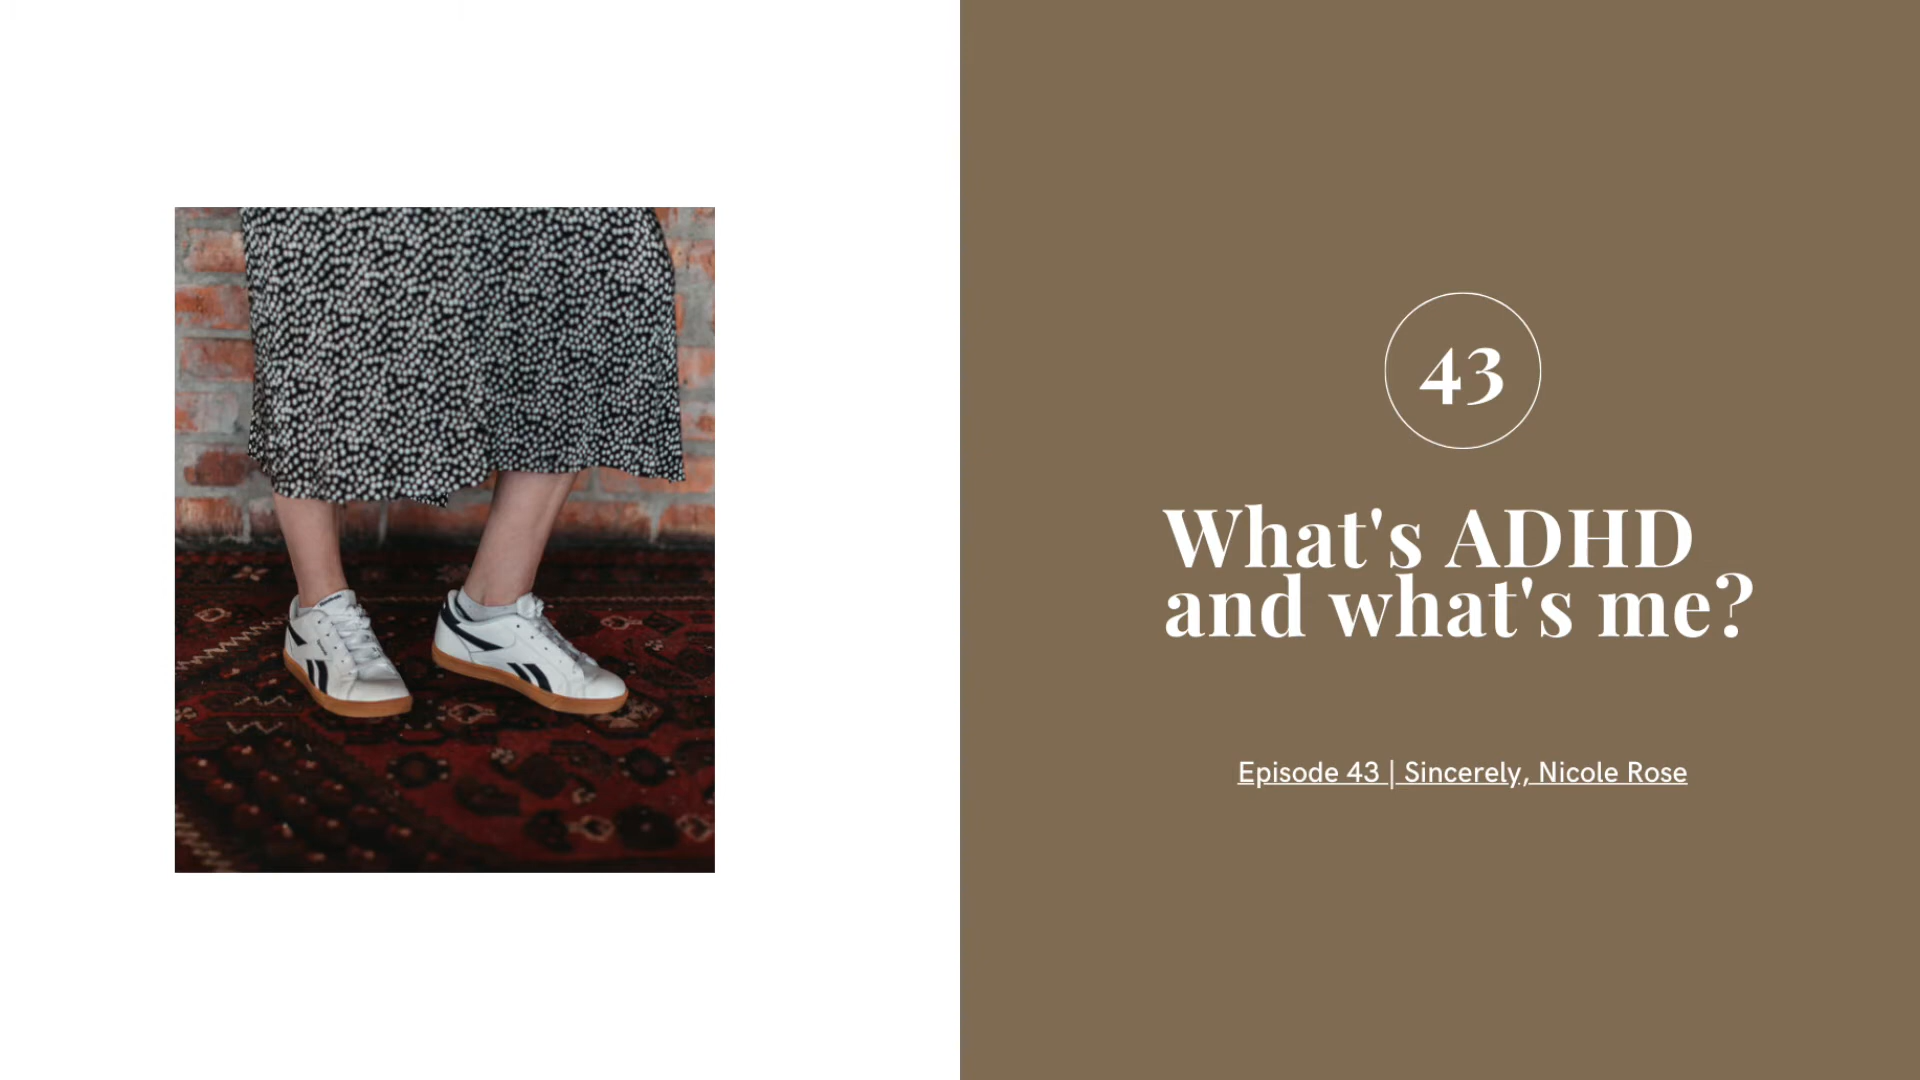 43
What's ADHD
and what's me?
Episode 43 | Sincerely, Nicole Rose